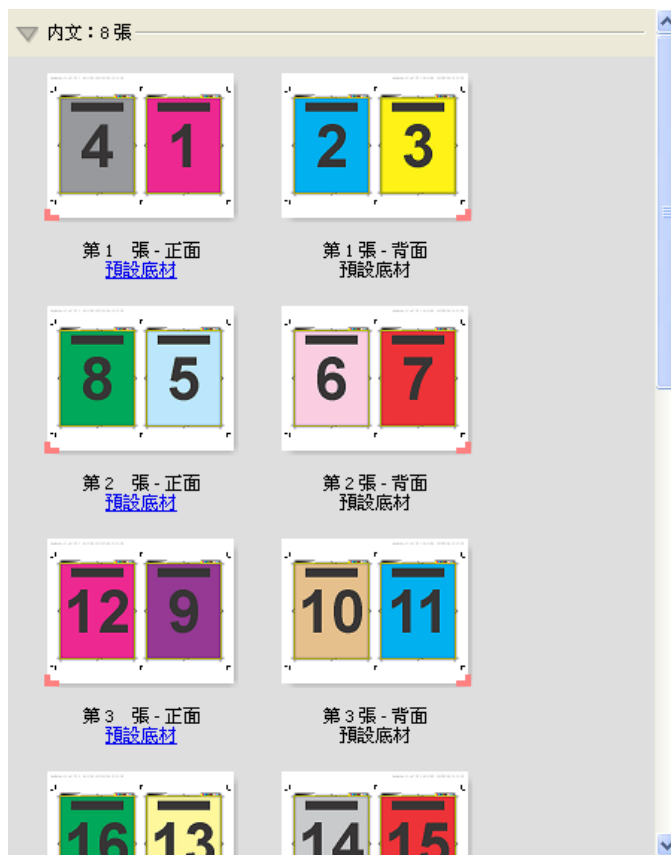 内文：8 張
4 1
2 3
第 1 張 - 正面
預設底材
第 1 張 - 背面
預設底材
8 5
6 7
第 2 張 - 正面
預設底材
第 2 張 - 背面
預設底材
12 9
10 11
第 3 張 - 正面
預設底材
第 3 張 - 背面
預設底材
16 13
14 15